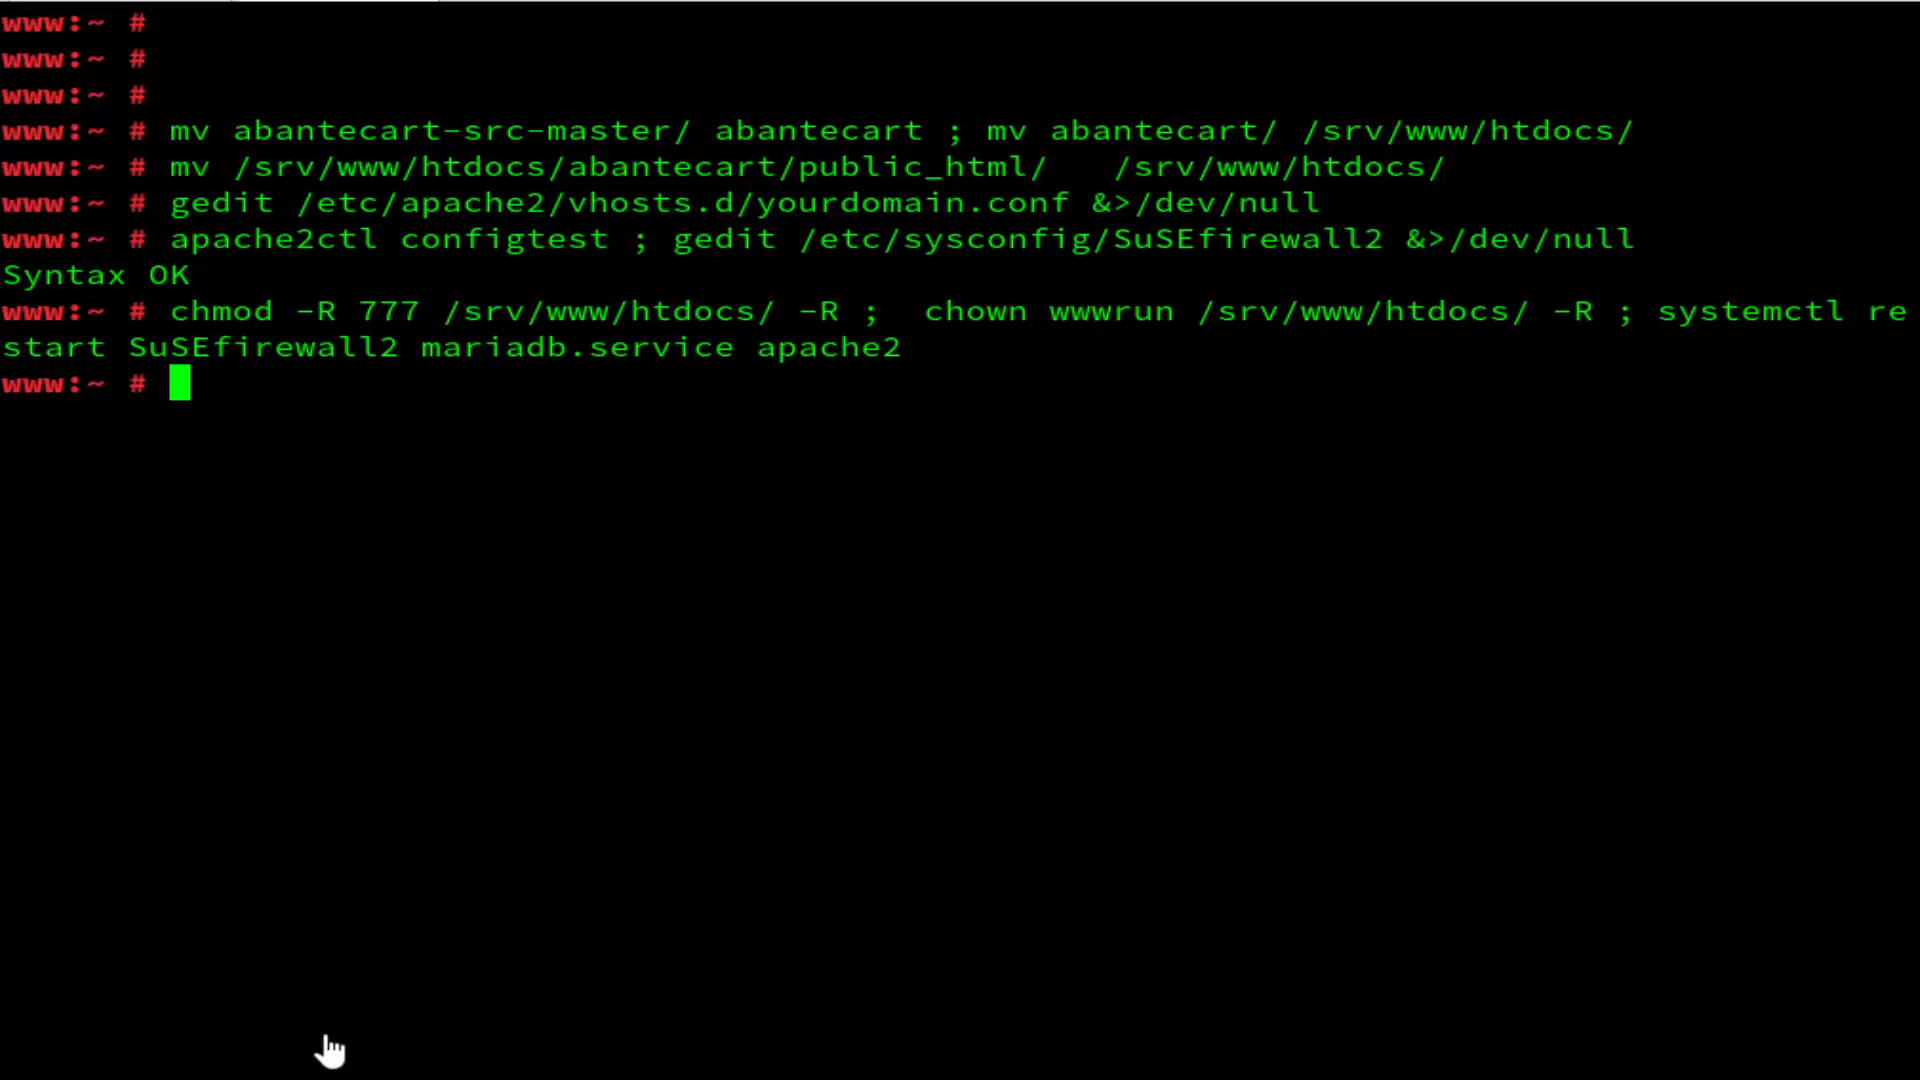 www:~ #
www:~ #
www:~ #
www:~ # mv abantecart-src-master/ abantecart ; mv abantecart/ /srv/www/htdocs/
www:~ # mv /srv/www/htdocs/abantecart/public_html/   /srv/www/htdocs/
www:~ # gedit /etc/apache2/vhosts.d/yourdomain.conf &>/dev/null
www:~ # apache2ctl configtest ; gedit /etc/sysconfig/SuSEfirewall2 &>/dev/null
Syntax OK
www:~ # chmod -R 777 /srv/www/htdocs/ -R ;  chown wwwrun /srv/www/htdocs/ -R ; systemctl re
start SuSEfirewall2 mariadb.service apache2
www:~ #